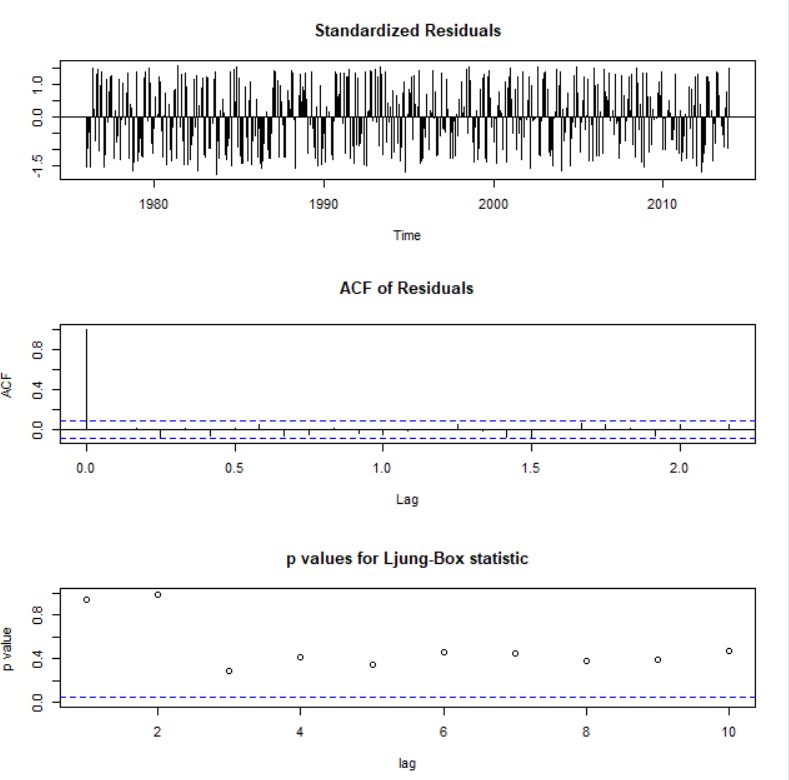 Standardized Residuals
1.0
0.0
-1.5
1980 1990 2000 2010
Time
ACF of Residuals
ACF
0.8
0.4
0.0
0.0 0.5 1.0 1.5 2.0
Lag
p values for Ljung-Box statistic
p value
0.8
0.4
0.0
2 4 6 8 10
lag